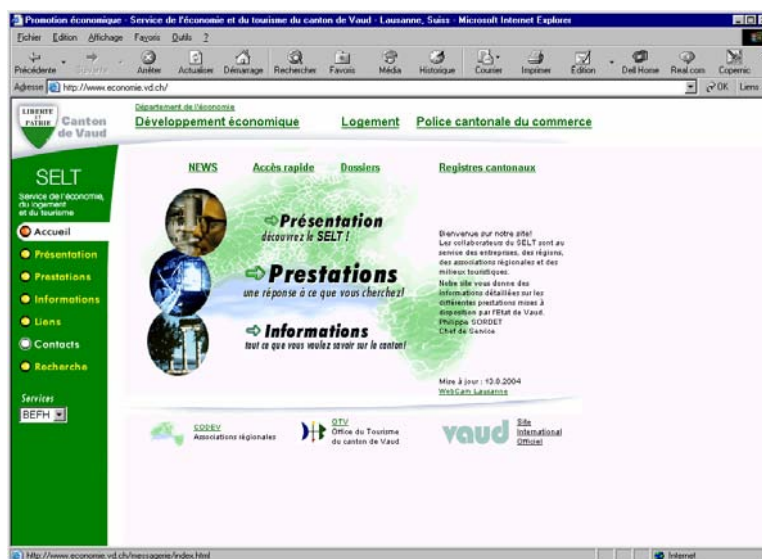 Promotion économique - Service de l'économie et du tourisme du canton de Vaud - Lausanne, Suiss - Microsoft Internet Explorer
Fichier Edition Affichage Favoris Outils ?
Précédente Suivante Arrêter Actualiser Démarrage Rechercher Favoris Média Historique Courrier Imprimer Edition Dell Home Real.com Copernic
Adresse http://www.economie.vd.ch/ OK Liens
LIBERTE
ET
PATRIE
Canton
de Vaud
Département de l'économie
Développement économique Logement Police cantonale du commerce
SELT
Service de l'économie,
du logement
et du tourisme
Accueil
Présentation
Prestations
Informations
Liens
Contacts
Recherche
Services
BEFH
NEWS Accès rapide Dossiers Registres cantonaux
Présentation
découvrez le SELT !
Prestations
une réponse à ce que vous cherchez!
Informations
tout ce que vous voulez savoir sur le canton!
Bienvenue sur notre site!
Les collaborateurs du SELT sont au
service des entreprises, des régions,
des associations régionales et des
milieux touristiques.
Notre site vous donne des
informations détaillées sur les
différentes prestations mises à
disposition par l'Etat de Vaud.
Philippe SORDET
Chef de Service
Mise à jour : 13.8.2004
WebCam Lausanne
CODEV
Associations régionales
OTV
Office du Tourisme
du canton de Vaud
vaud
Site
International
Officiel
http://www.economie.vd.ch/messagerie/index.html Internet